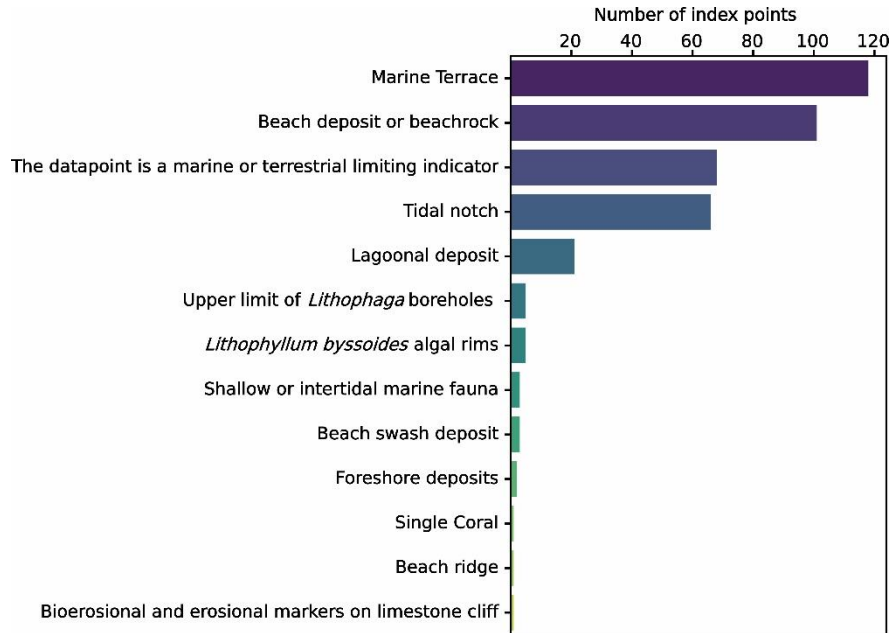 Number of index points
20 40 60 80 100 120
Marine Terrace
Beach deposit or beachrock
The datapoint is a marine or terrestrial limiting indicator
Tidal notch
Lagoonal deposit
Upper limit of Lithophaga boreholes
Lithophyllum byssoides algal rims
Shallow or intertidal marine fauna
Beach swash deposit
Foreshore deposits
Single Coral
Beach ridge
Bioerosional and erosional markers on limestone cliff